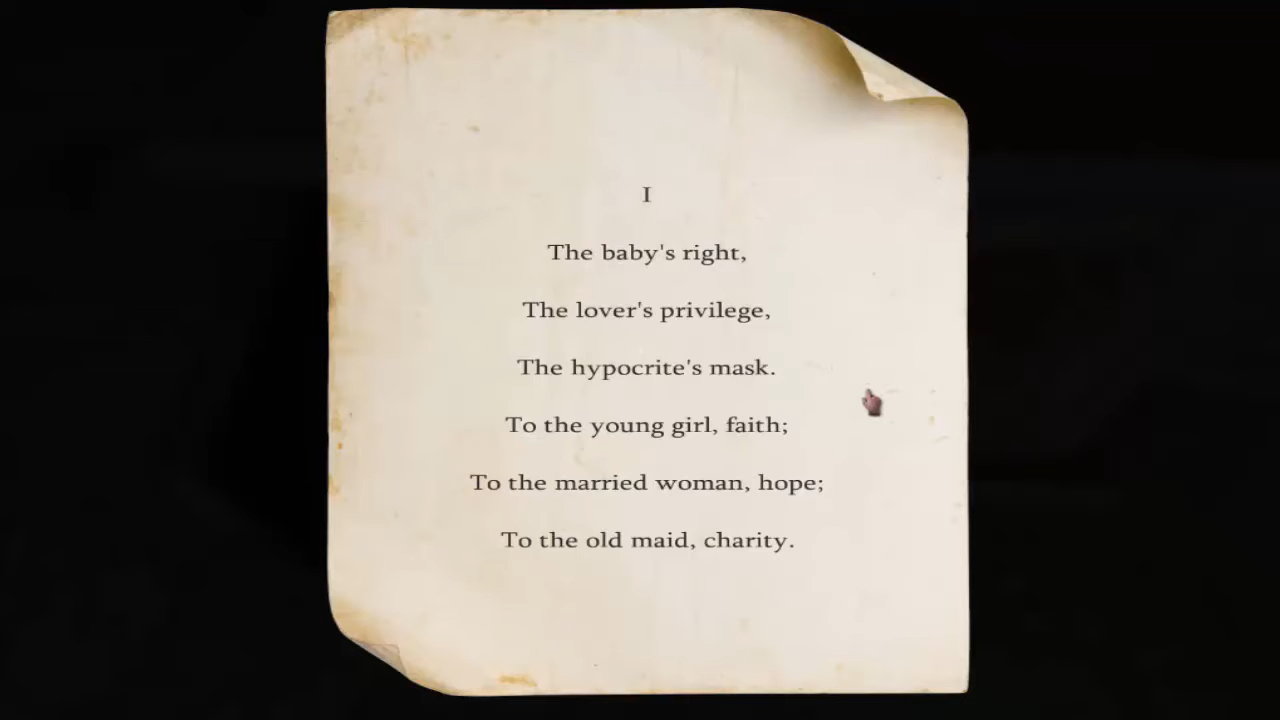 I
The baby's right,
The lover's privilege,
The hypocrite's mask.
To the young girl, faith;
To the married woman, hope;
To the old maid, charity.